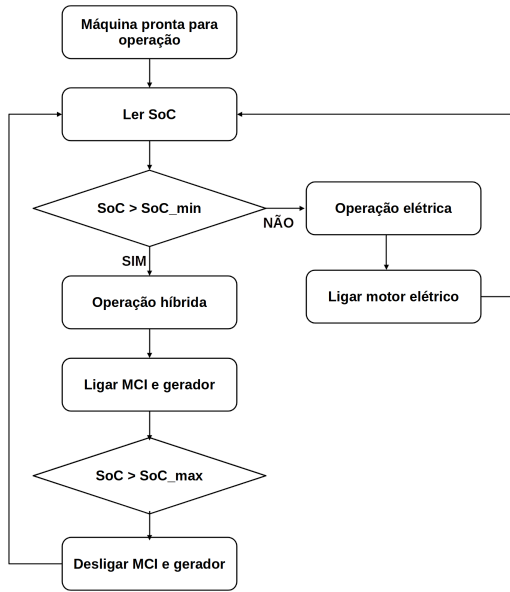 Máquina pronta para
operação
Ler SoC
SoC > SoC_min
NÃO
Operação elétrica
SIM
Operação híbrida
Ligar motor elétrico
Ligar MCI e gerador
SoC > SoC_max
Desligar MCI e gerador